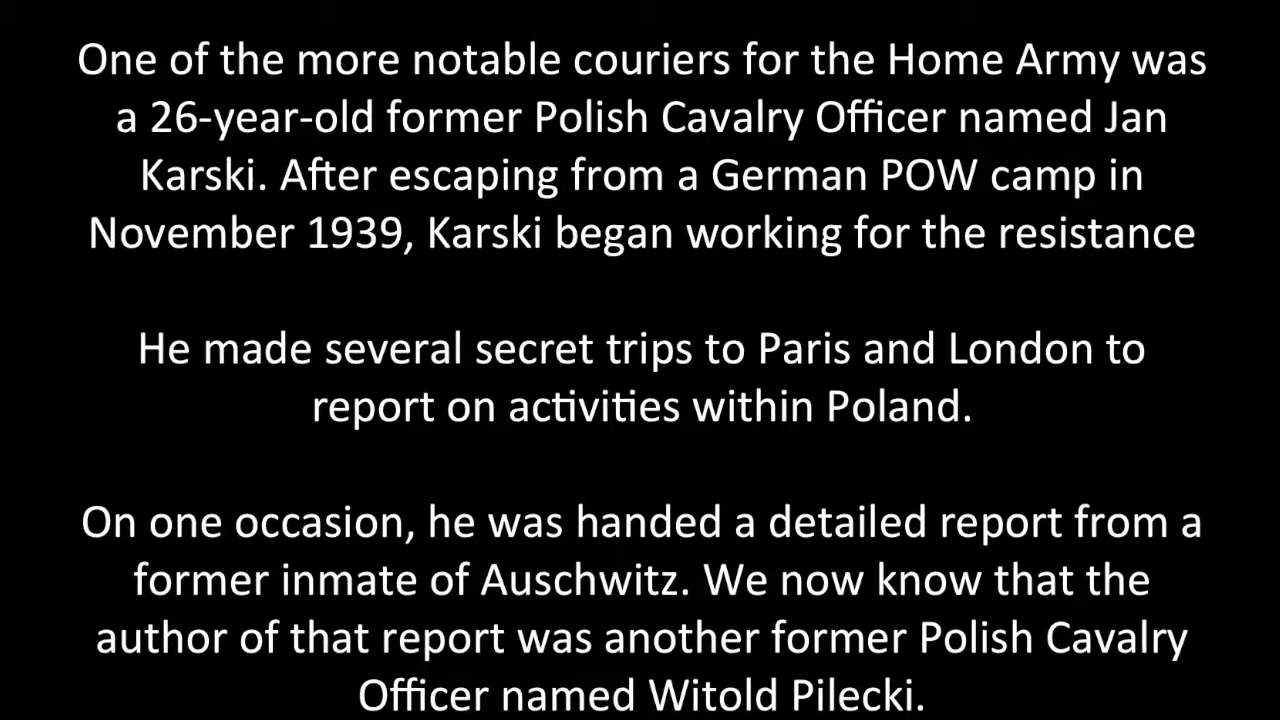 One of the more notable couriers for the Home Army was
a 26-year-old former Polish Cavalry Officer named Jan
Karski. After escaping from a German POW camp in
November 1939, Karski began working for the resistance
He made several secret trips to Paris and London to
report on activities within Poland.
On one occasion, he was handed a detailed report from a
former inmate of Auschwitz. We now know that the
author of that report was another former Polish Cavalry
Officer named Witold Pilecki.